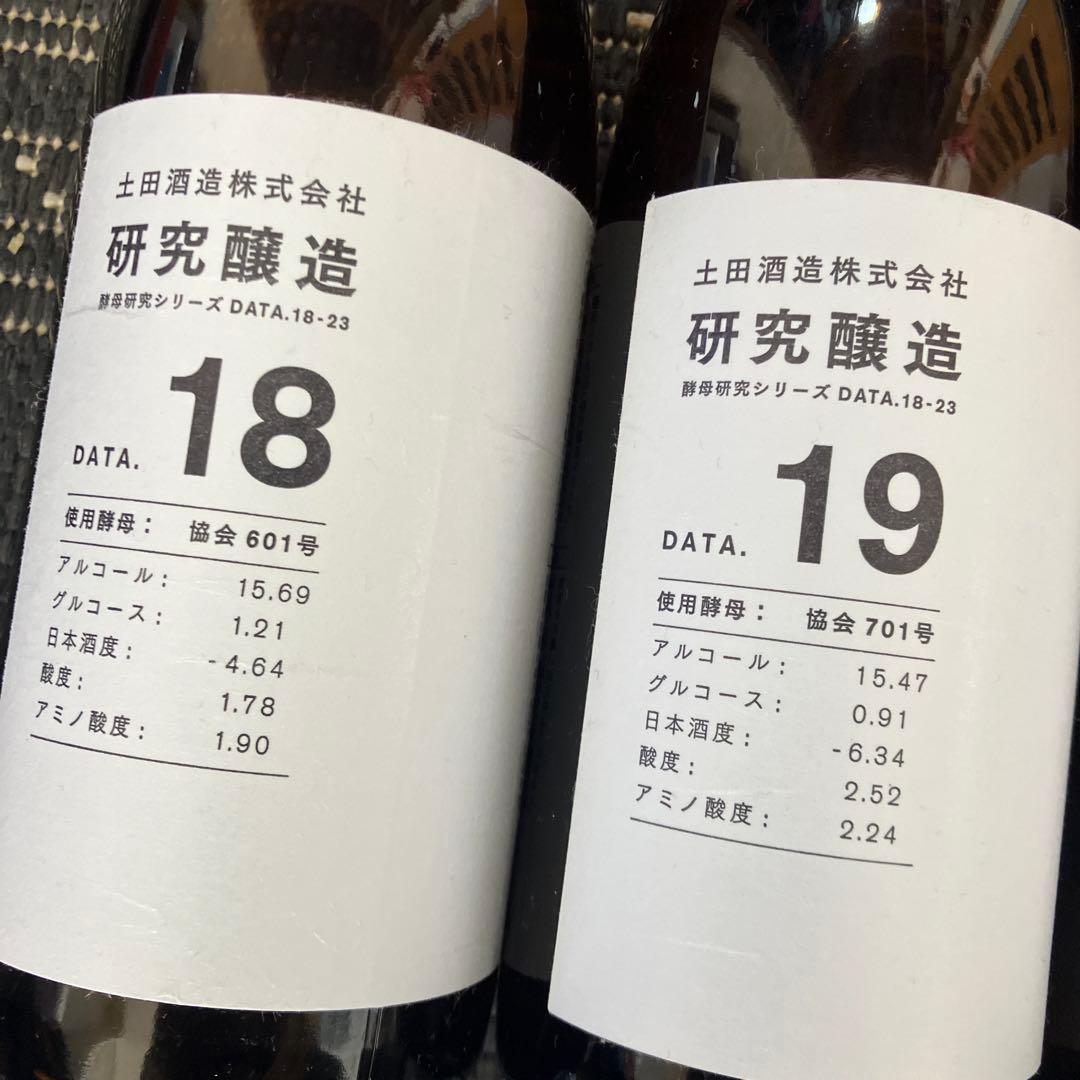 土田酒造株式会社
研究醸造
酵母研究シリーズ DATA.18-23
DATA. 18
使用酵母： 協会601号
アルコール： 15.69
グルコース： 1.21
日本酒度： -4.64
酸度： 1.78
アミノ酸度： 1.90
土田酒造株式会社
研究醸造
酵母研究シリーズ DATA.18-23
DATA. 19
使用酵母： 協会701号
アルコール： 15.47
グルコース： 0.91
日本酒度： -6.34
酸度： 2.52
アミノ酸度： 2.24